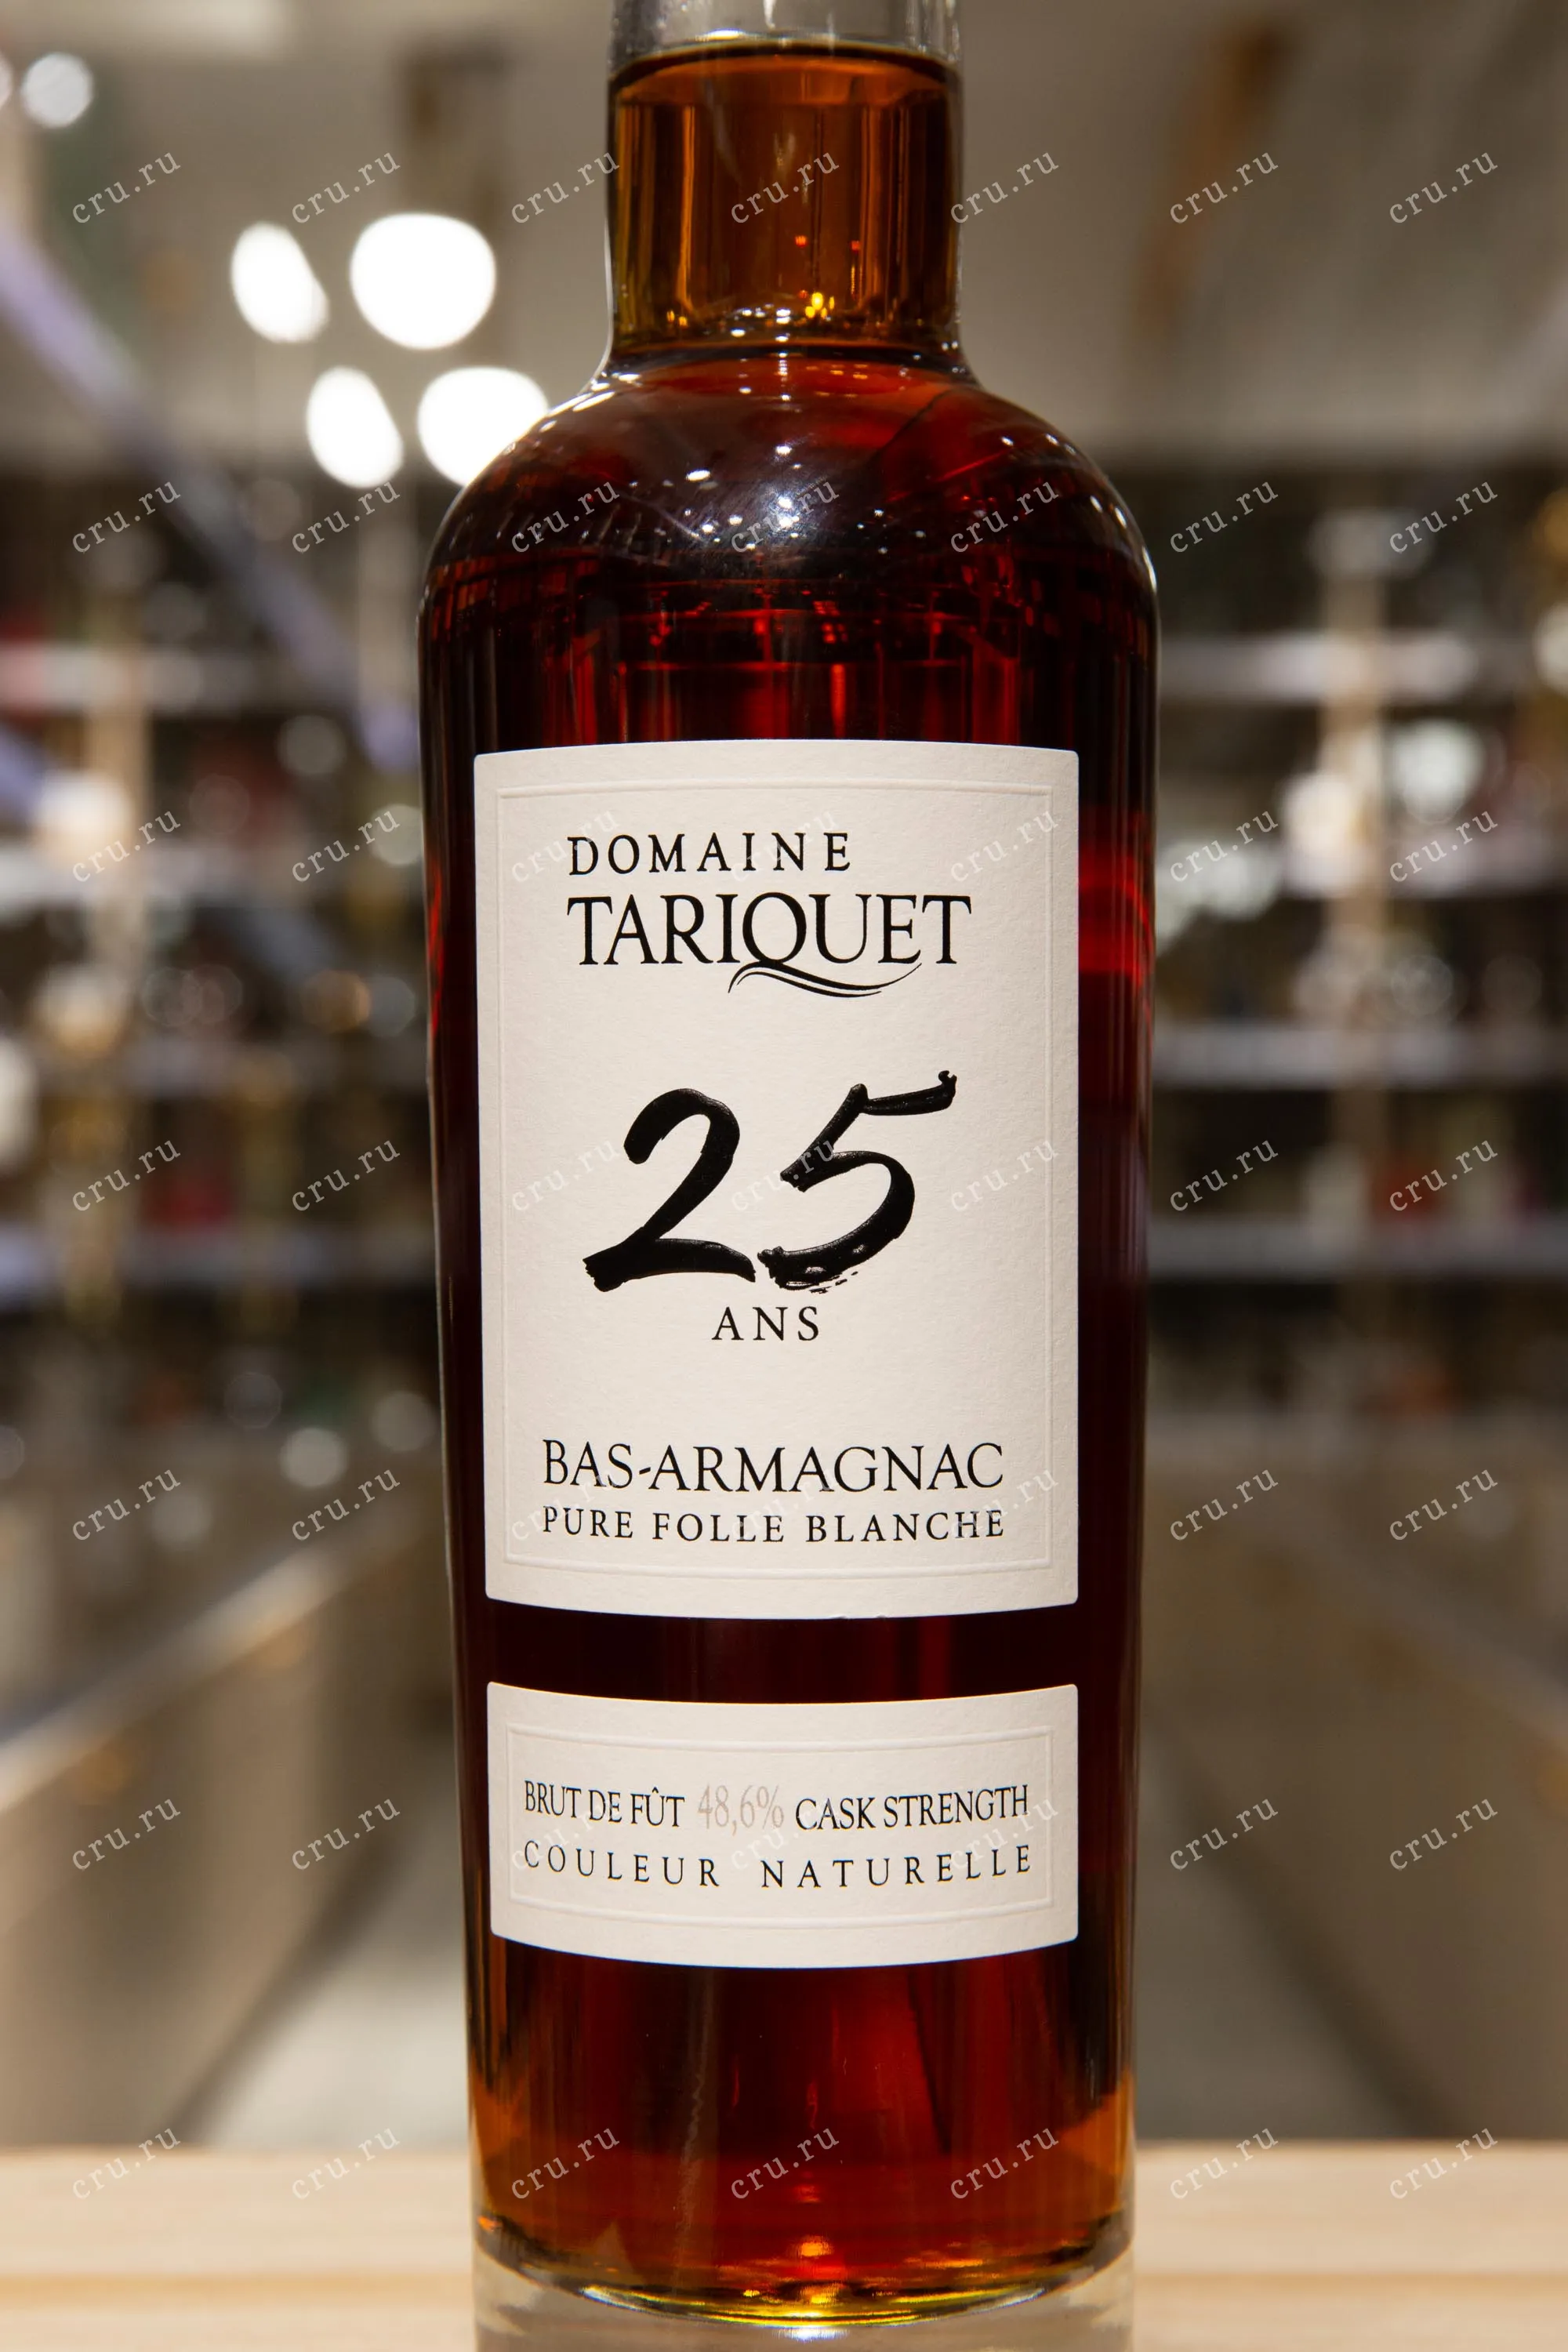 DOMAINE
TARIQUET
25
ANS
BAS-ARMAGNAC
PURE FOLLE BLANCHE
BRUT DE FÛT 48,6% CASK STRENGTH
COULEUR NATURELLE
cru.ru